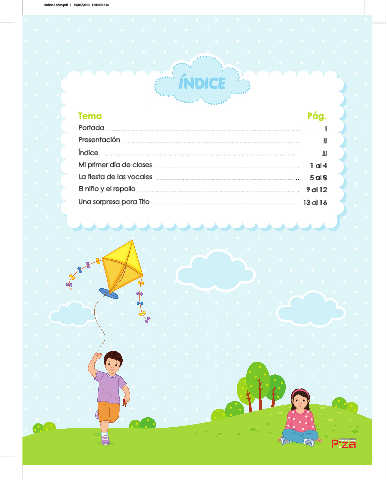 ÍNDICE
Tema Pág.
Portada I
Presentación II
Índice III
Mi primer día de clases 1 al 4
La fiesta de las vocales 5 al 8
El niño y el repollo 9 al 12
Una sorpresa para Tito 13 al 16